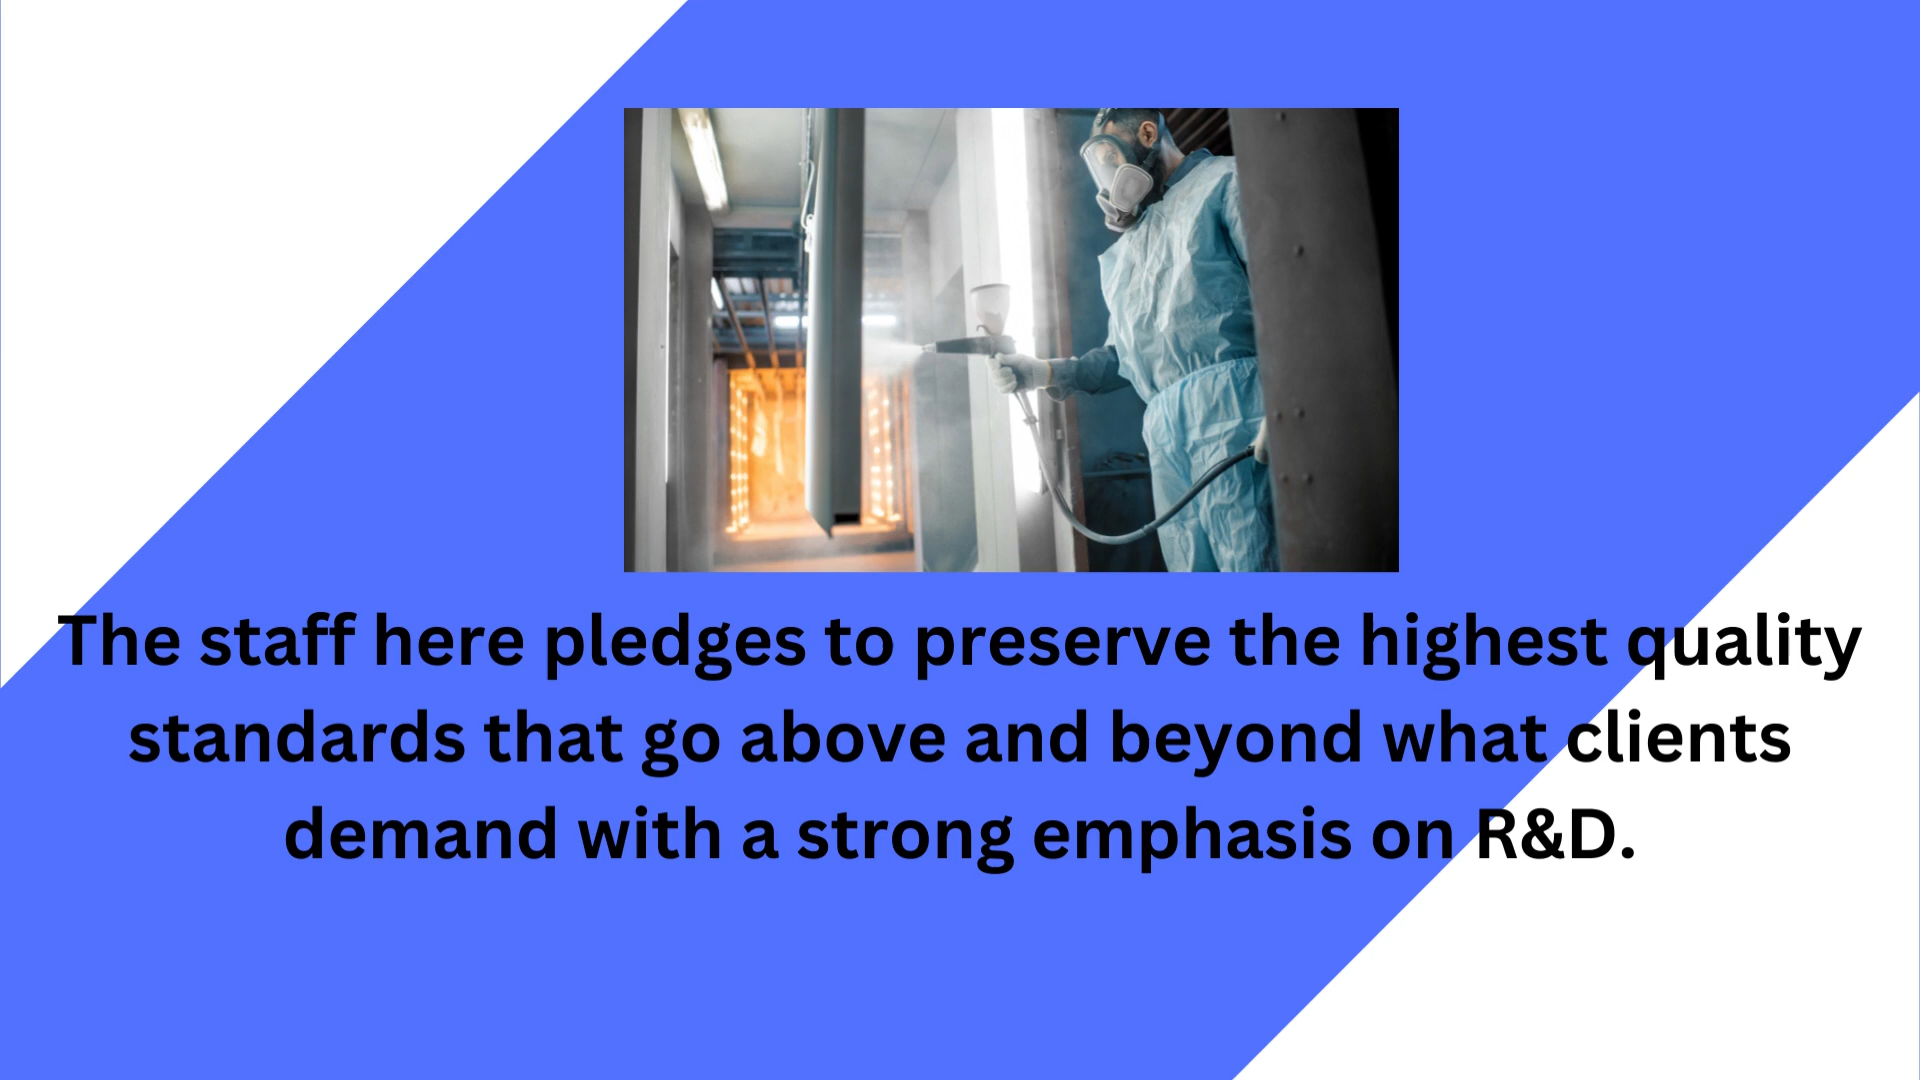 The staff here pledges to preserve the highest quality
standards that go above and beyond what clients
demand with a strong emphasis on R&D.